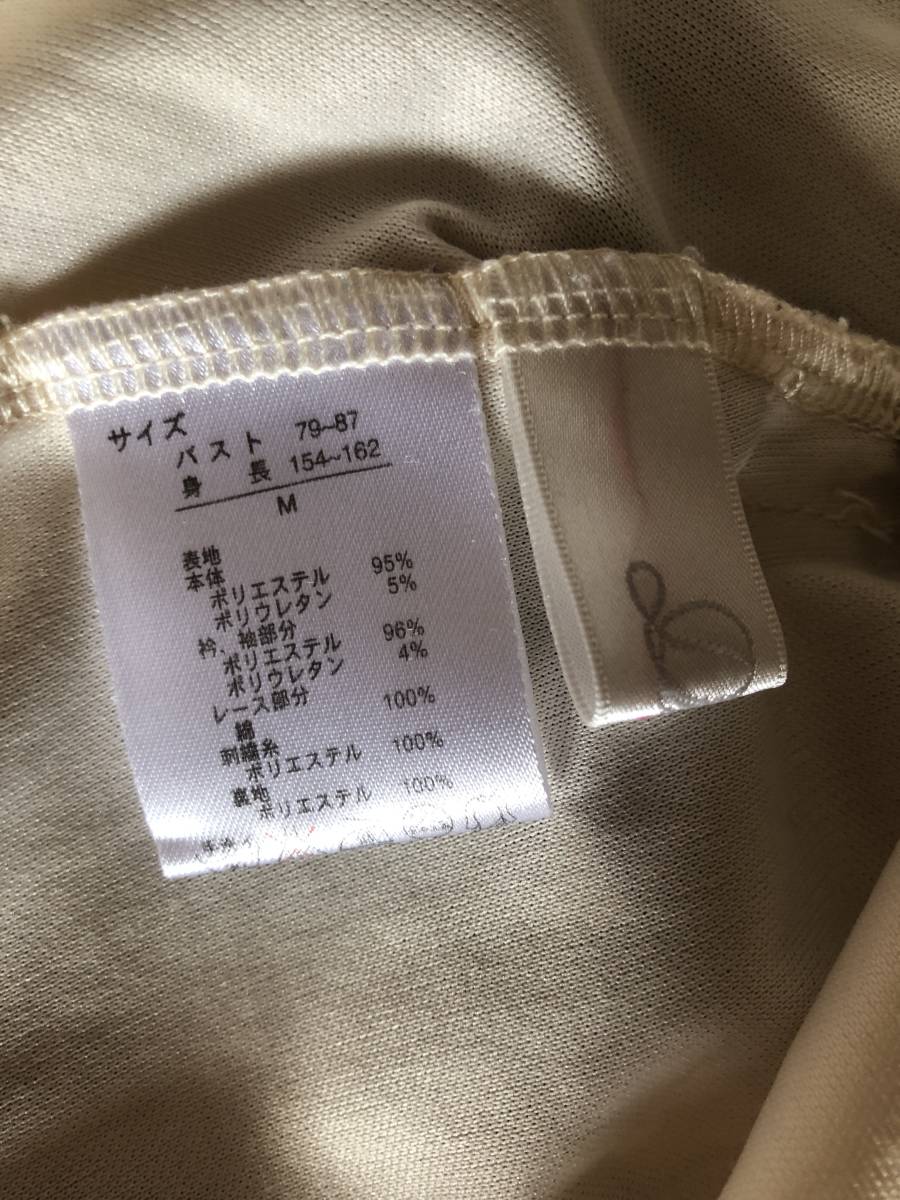 サイズ
バスト 79~87
身長 154~162
M
表地
本体
ポリエステル 95%
ポリウレタン 5%
衿、袖部分
ポリエステル 96%
ポリウレタン 4%
レース部分
綿 100%
刺繍糸
ポリエステル 100%
裏地
ポリエステル 100%